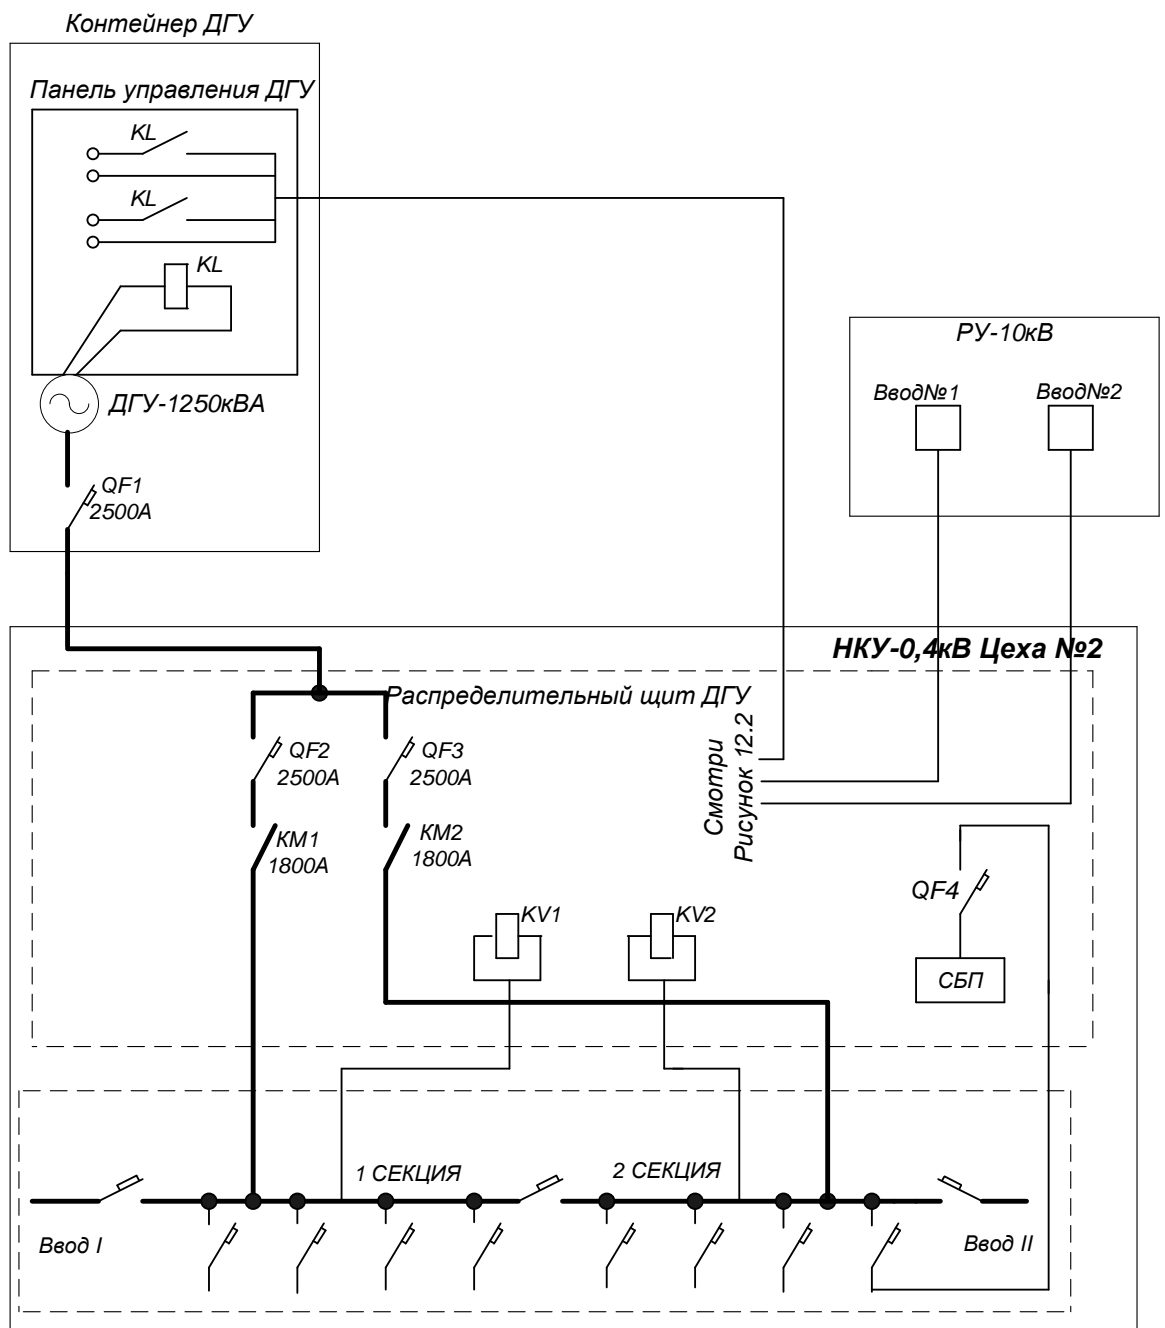 Контейнер ДГУ
Панель управления ДГУ
KL
KL
KL
ДГУ-1250кВА
QF1
2500А
РУ-10кВ
Ввод№1
Ввод№2
НКУ-0,4кВ Цеха №2
Распределительный щит ДГУ
QF2
2500А
QF3
2500А
Смотри
Рисунок 12.2
КМ1
1800А
КМ2
1800А
QF4
KV1
KV2
СБП
1 СЕКЦИЯ
2 СЕКЦИЯ
Ввод I
Ввод II